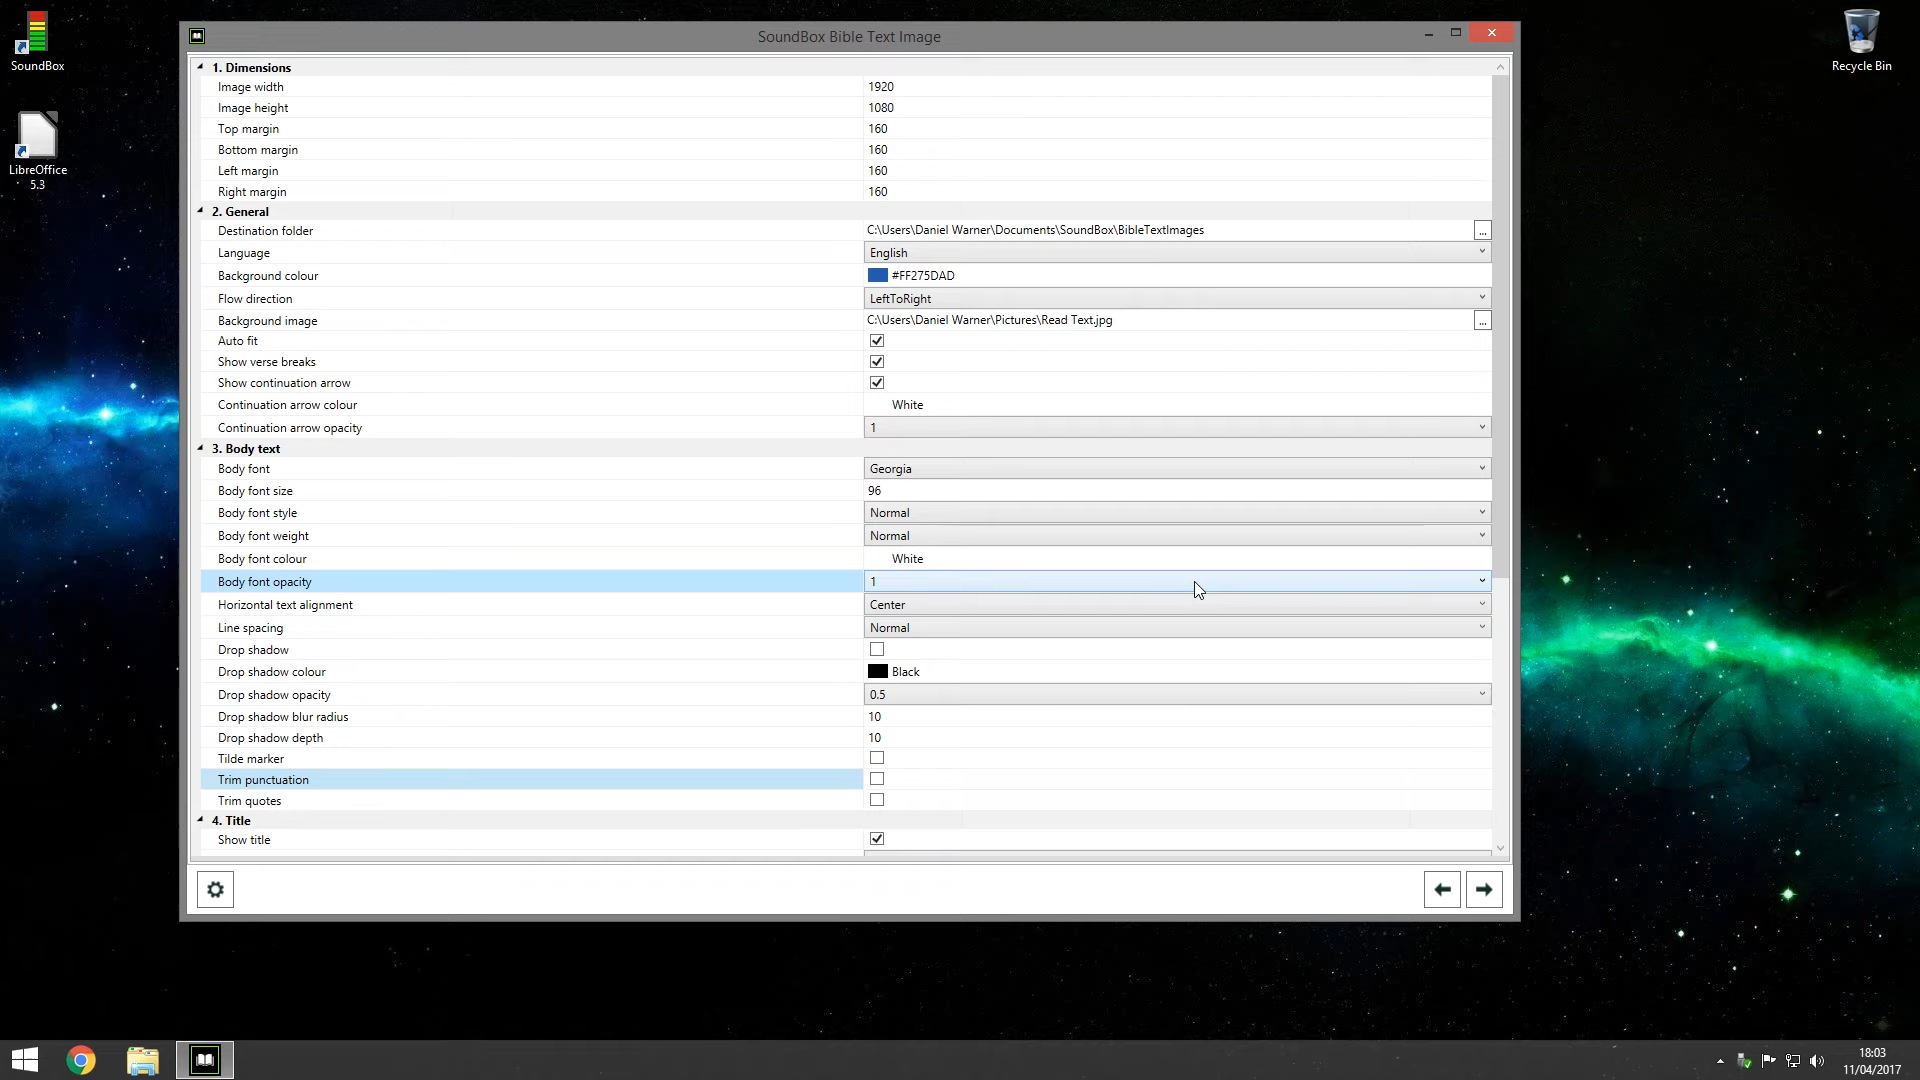 SoundBox
LibreOffice
5.3
Recycle Bin
SoundBox Bible Text Image
1. Dimensions
Image width 1920
Image height 1080
Top margin 160
Bottom margin 160
Left margin 160
Right margin 160
2. General
Destination folder C:\Users\Daniel Warner\Documents\SoundBox\BibleTextImages ...
Language English
Background colour #FF275DAD
Flow direction LeftToRight
Background image C:\Users\Daniel Warner\Pictures\Read Text.jpg ...
Auto fit
Show verse breaks
Show continuation arrow
Continuation arrow colour White
Continuation arrow opacity 1
3. Body text
Body font Georgia
Body font size 96
Body font style Normal
Body font weight Normal
Body font colour White
Body font opacity 1
Horizontal text alignment Center
Line spacing Normal
Drop shadow
Drop shadow colour Black
Drop shadow opacity 0.5
Drop shadow blur radius 10
Drop shadow depth 10
Tilde marker
Trim punctuation
Trim quotes
4. Title
Show title
18:03
11/04/2017